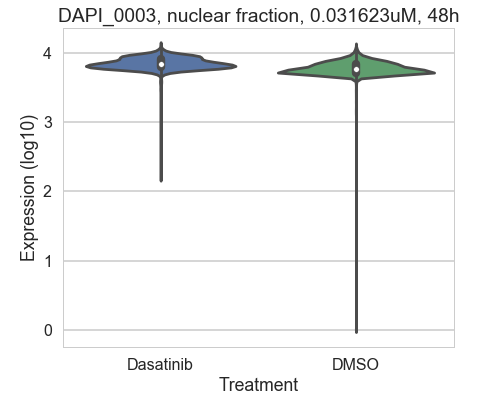 DAPI_0003, nuclear fraction, 0.031623uM, 48h
Expression (log10)
4
3
2
1
0
Dasatinib
DMSO
Treatment